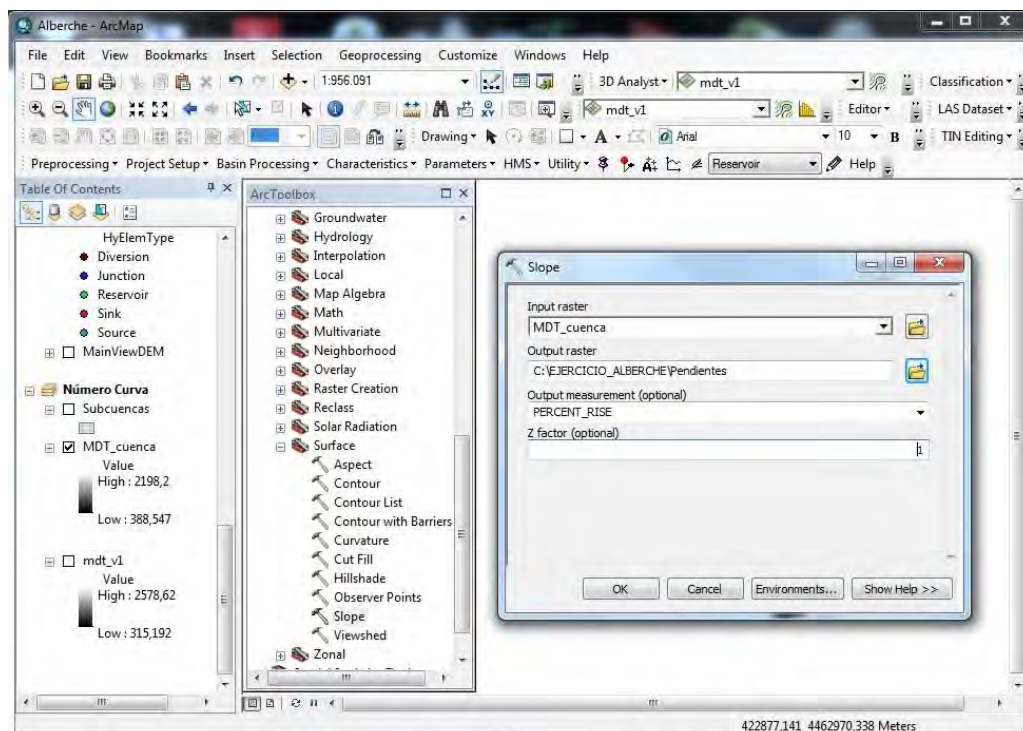 Alberche - ArcMap
File Edit View Bookmarks Insert Selection Geoprocessing Customize Windows Help
1:956.091 3D Analyst mdt_v1 Classification
mdt_v1 Editor LAS Dataset
Drawing A Arial 10 B TIN Editing
Preprocessing Project Setup Basin Processing Characteristics Parameters HMS Utility Reservoir Help
Table Of Contents
HyElemType
Diversion
Junction
Reservoir
Sink
Source
MainViewDEM
Número Curva
Subcuencas
MDT_cuenca
Value
High : 2198,2
Low : 388,547
mdt_v1
Value
High : 2578,62
Low : 315,192
ArcToolbox
Groundwater
Hydrology
Interpolation
Local
Map Algebra
Math
Multivariate
Neighborhood
Overlay
Raster Creation
Reclass
Solar Radiation
Surface
Aspect
Contour
Contour List
Contour with Barriers
Curvature
Cut Fill
Hillshade
Observer Points
Slope
Viewshed
Zonal
Slope
Input raster
MDT_cuenca
Output raster
C:\EJERCICIO_ALBERCHE\Pendientes
Output measurement (optional)
PERCENT_RISE
Z factor (optional)
1
OK Cancel Environments... Show Help >>
422877,141 4462970,338 Meters